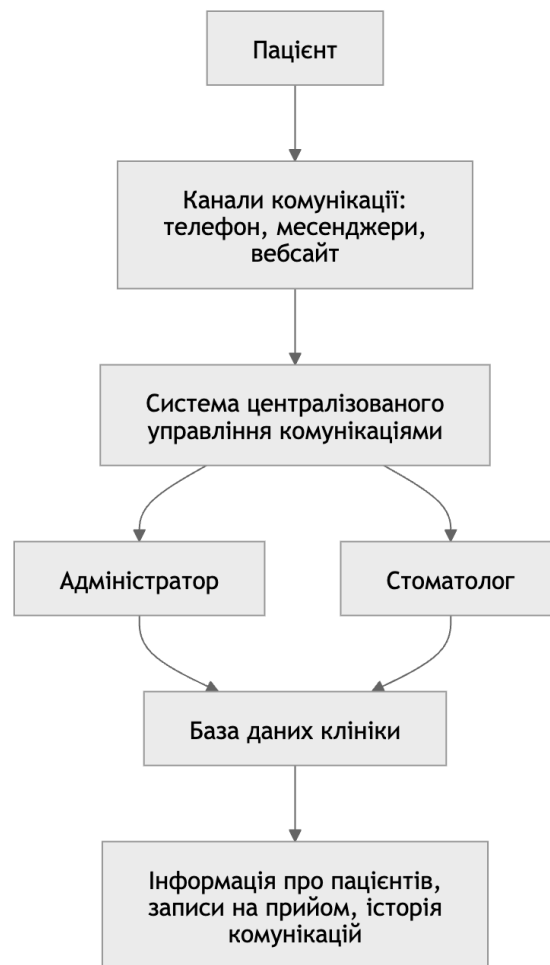 Пацієнт
Канали комунікації:
телефон, месенджери,
вебсайт
Система централізованого
управління комунікаціями
Адміністратор
Стоматолог
База даних клініки
Інформація про пацієнтів,
записи на прийом, історія
комунікацій